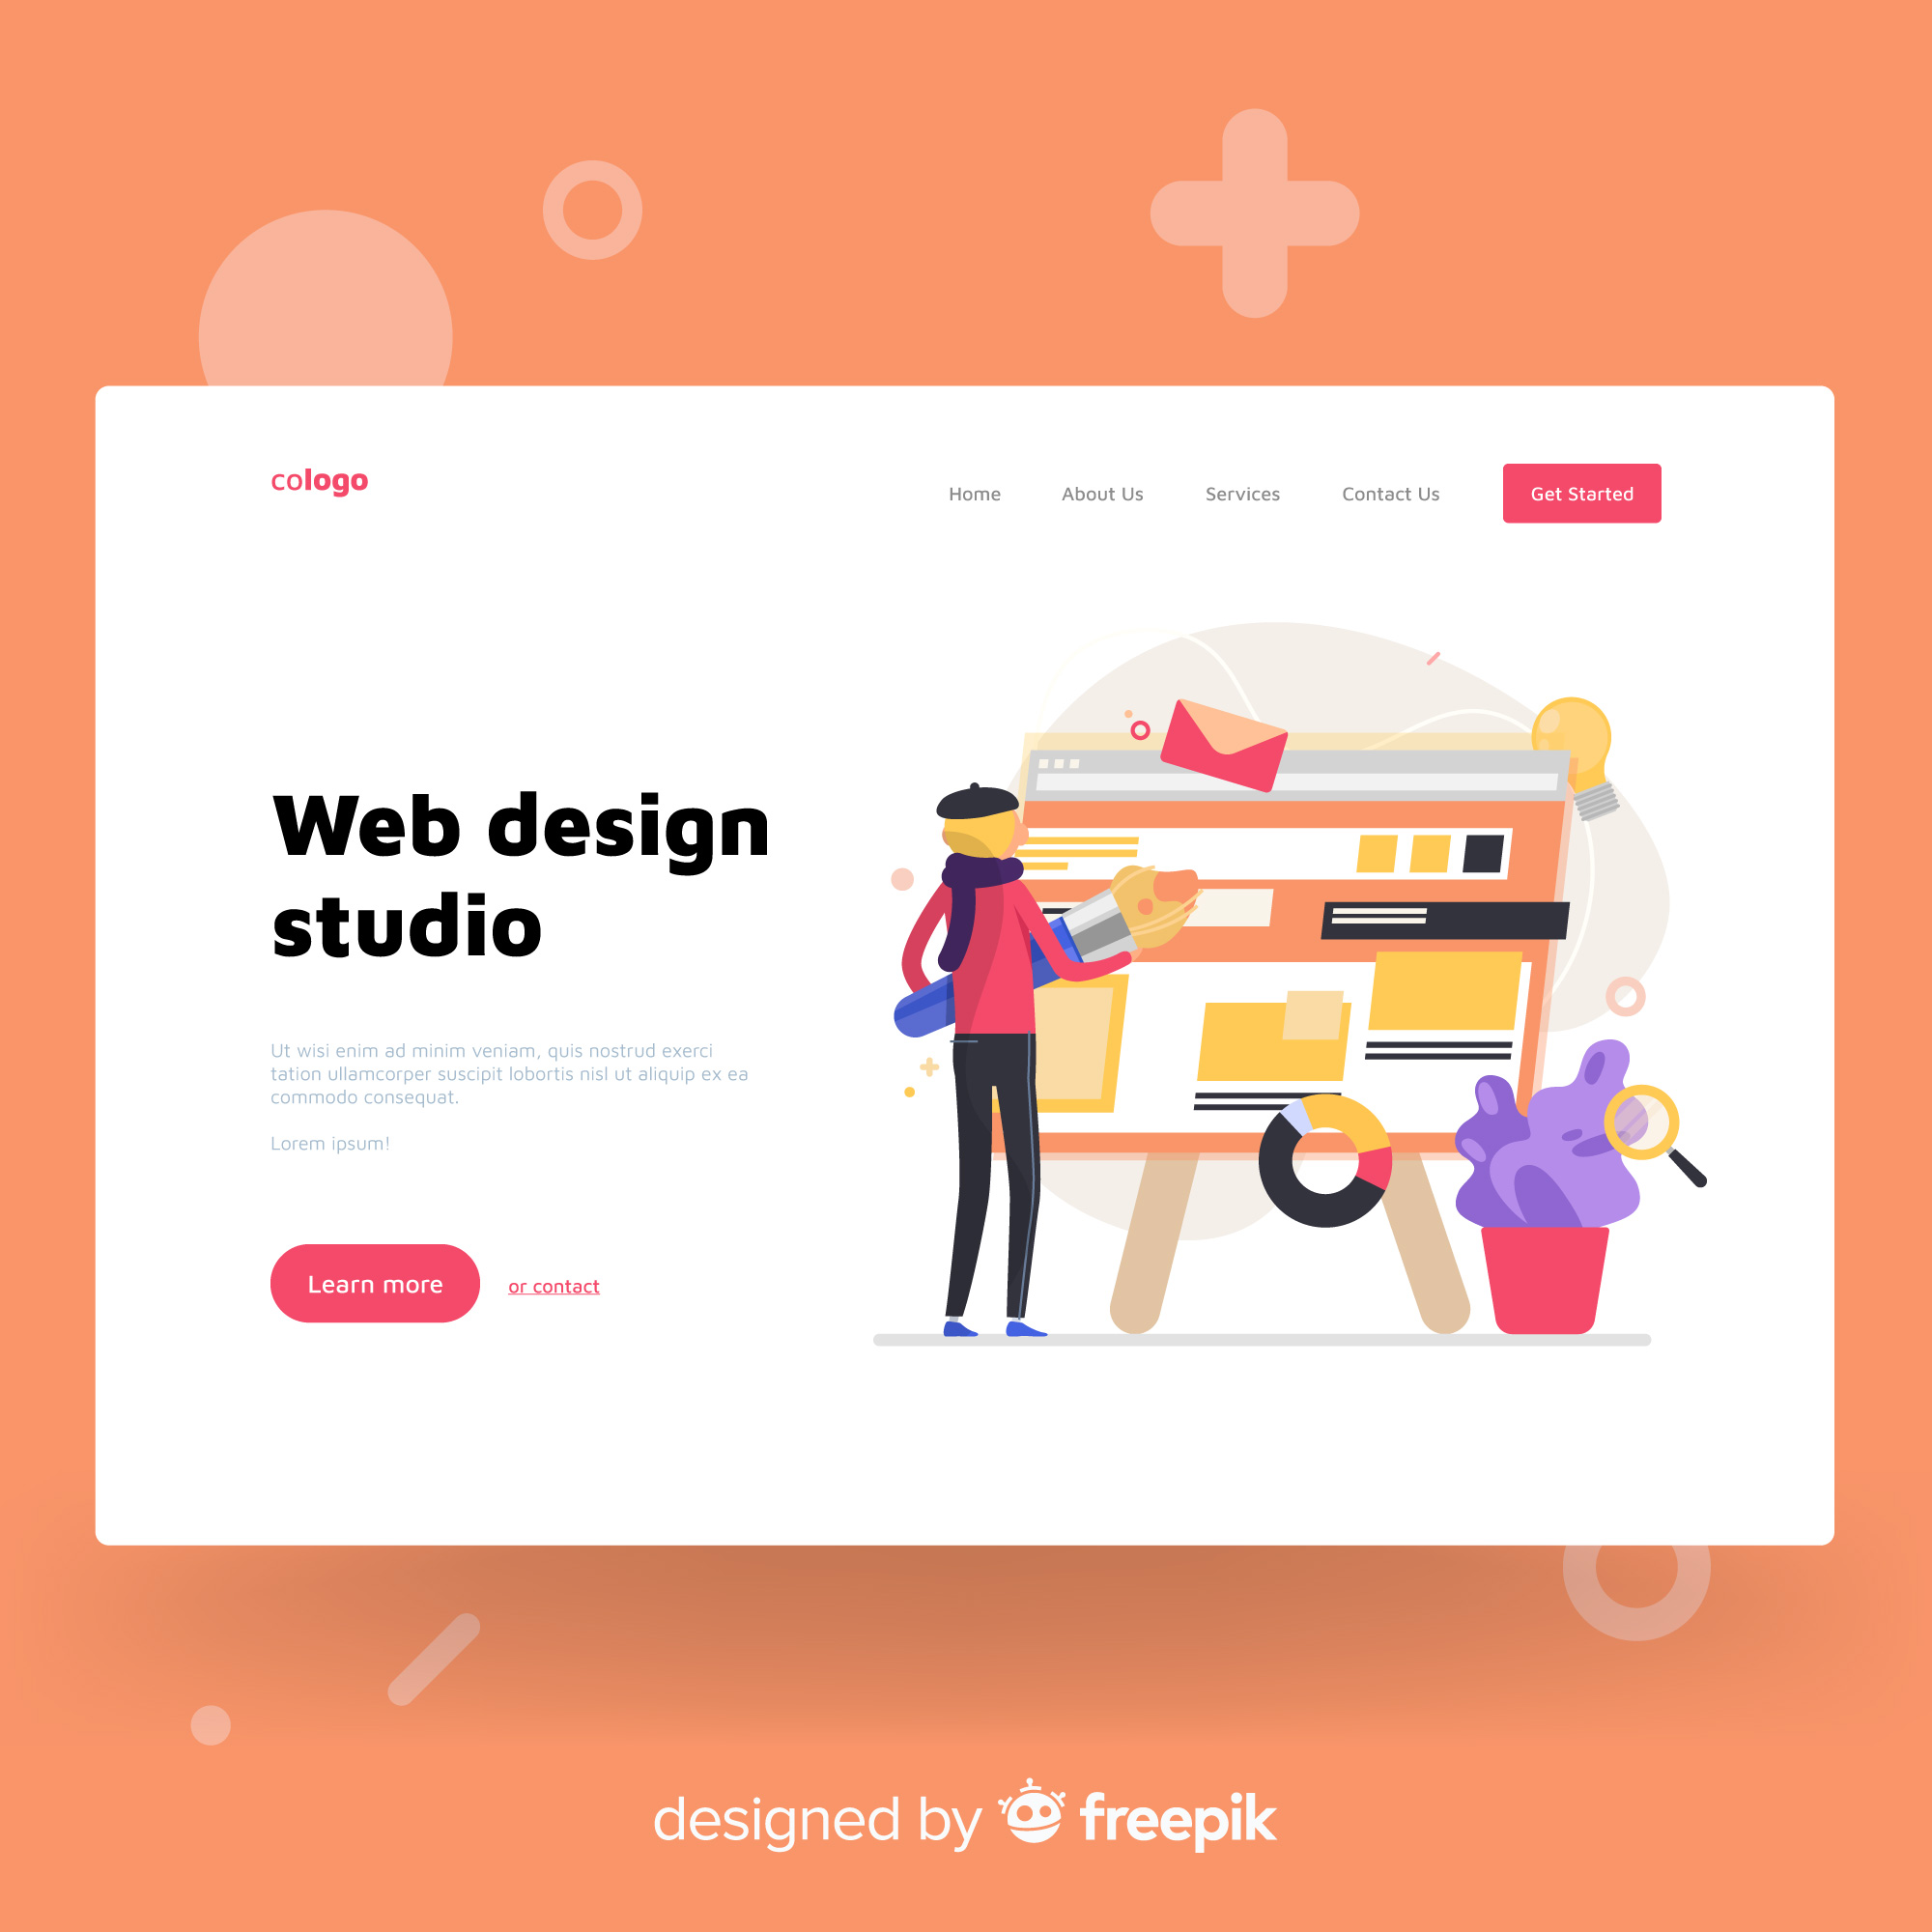 cologo
Home About Us Services Contact Us Get Started
Web design
studio
Ut wisi enim ad minim veniam, quis nostrud exerci
tation ullamcorper suscipit lobortis nisl ut aliquip ex ea
commodo consequat.
Lorem ipsum!
Learn more or contact
designed by freepik